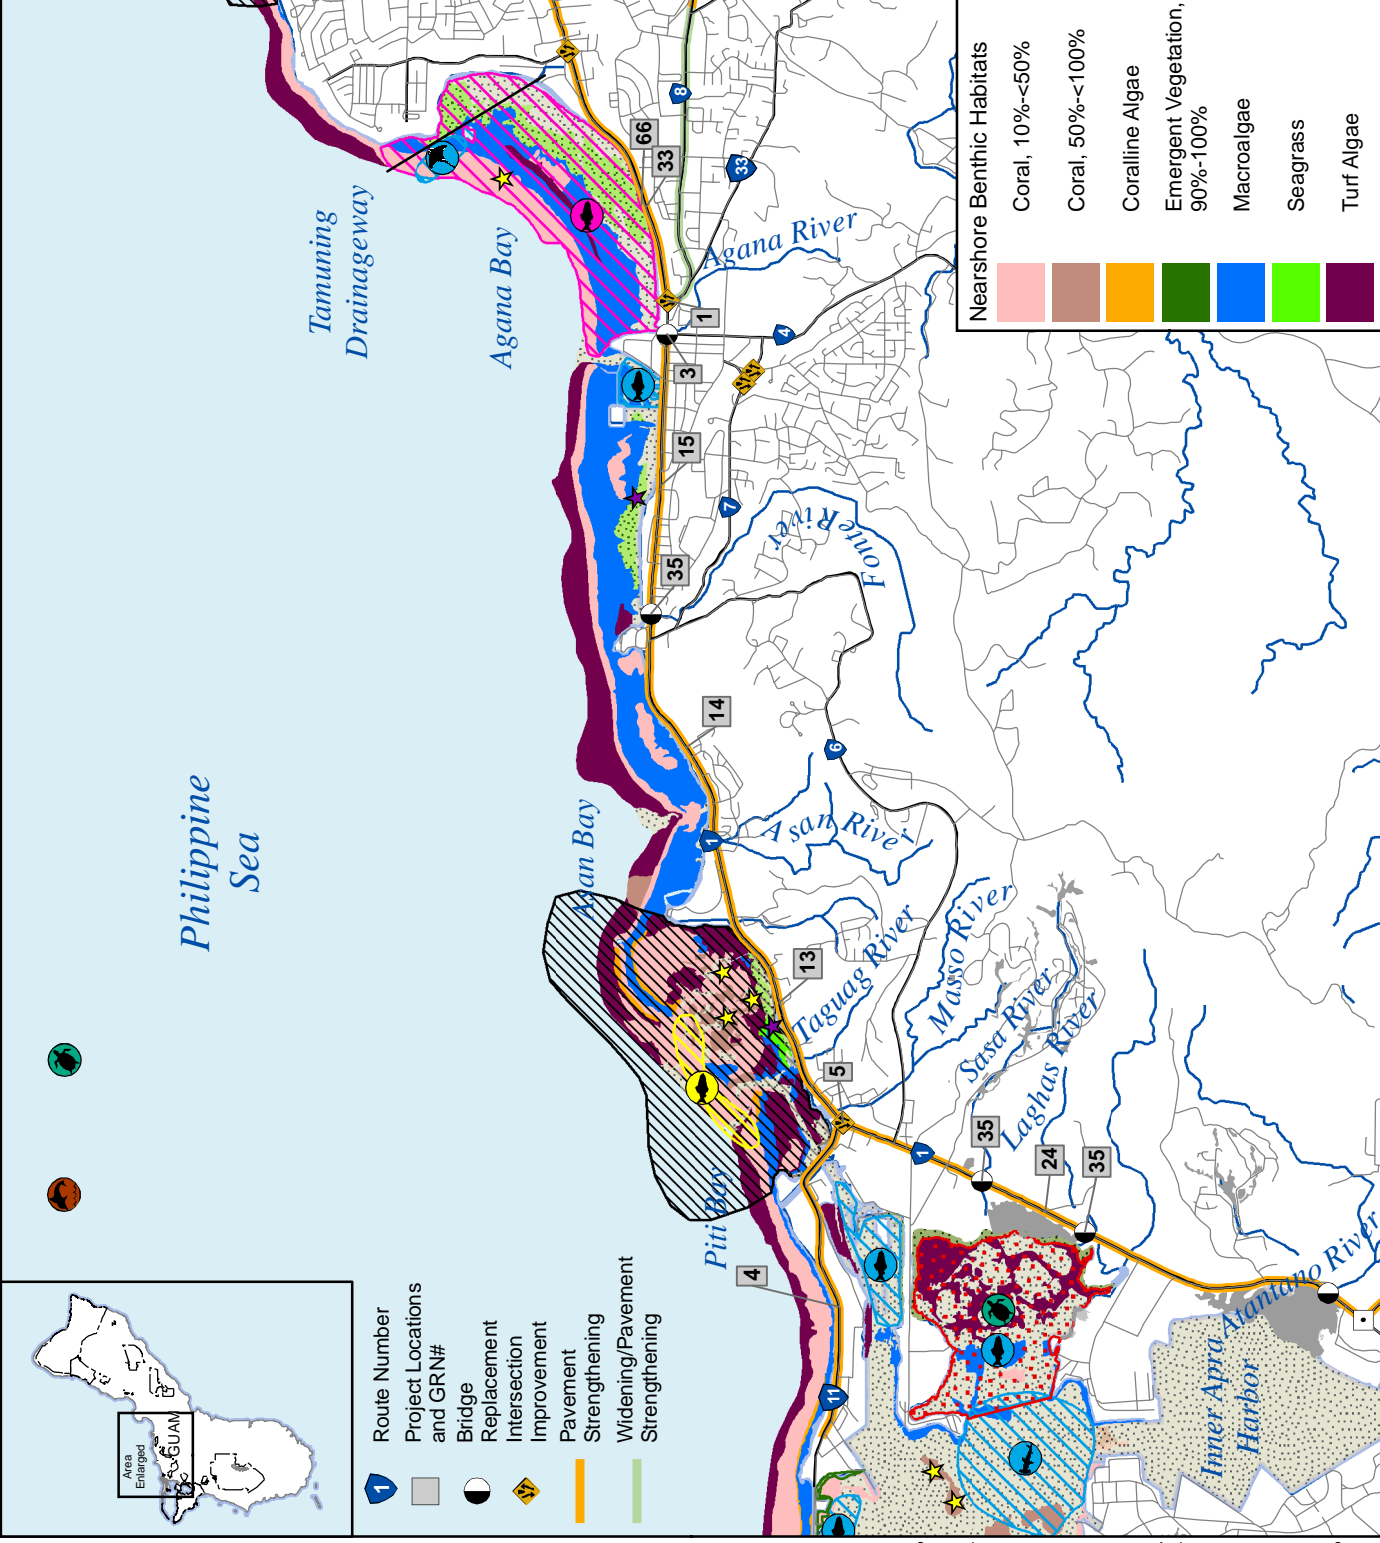 Philippine
Sea
Tamuning
Drainageway
Agana Bay
Asan Bay
Piti Bay
Agana River
Fonte River
Asan River
Masso River
Taguag River
Sasa River
Laghas River
Atantano River
Inner Apra
Harbor
8
33
4
7
6
1
1
11
66
33
1
3
15
35
14
13
5
35
24
35
4
Area
Enlarged
GUAM
1
Route Number
Project Locations
and GRN#
Bridge
Replacement
Intersection
Improvement
Pavement
Strengthening
Widening/Pavement
Strengthening
Nearshore Benthic Habitats
Coral, 10%-<50%
Coral, 50%-<100%
Coralline Algae
Emergent Vegetation,
90%-100%
Macroalgae
Seagrass
Turf Algae